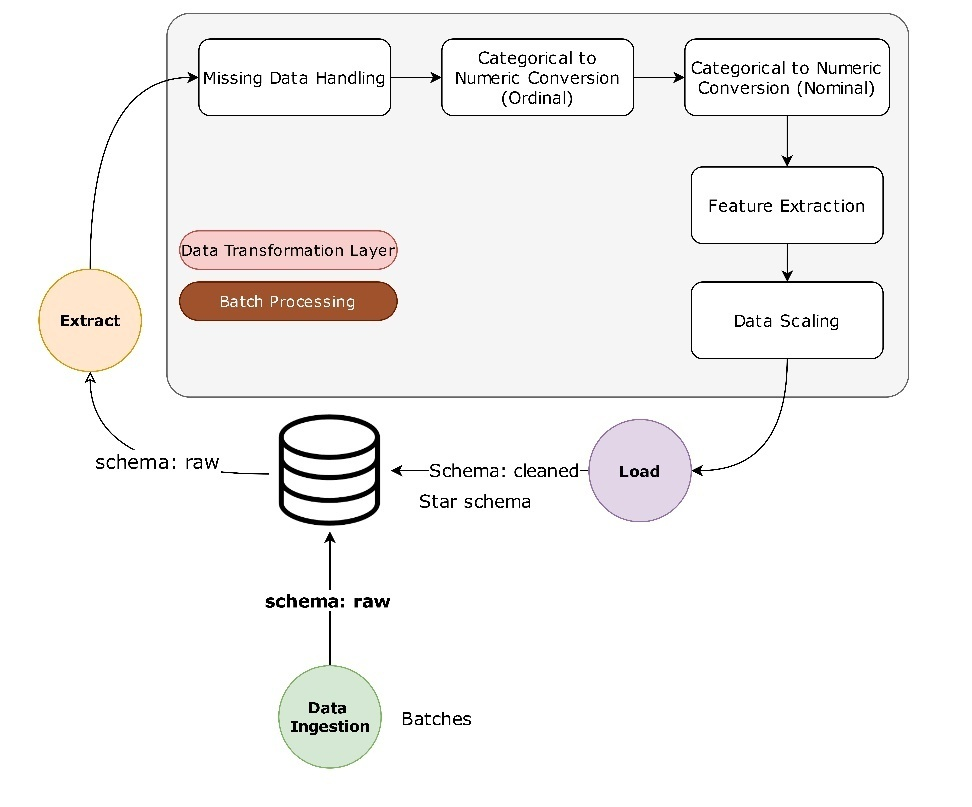 Missing Data Handling
Categorical to
Numeric Conversion
(Ordinal)
Categorical to Numeric
Conversion (Nominal)
Feature Extraction
Data Transformation Layer
Batch Processing
Data Scaling
Extract
schema: raw
Schema: cleaned
Star schema
Load
schema: raw
Data
Ingestion
Batches